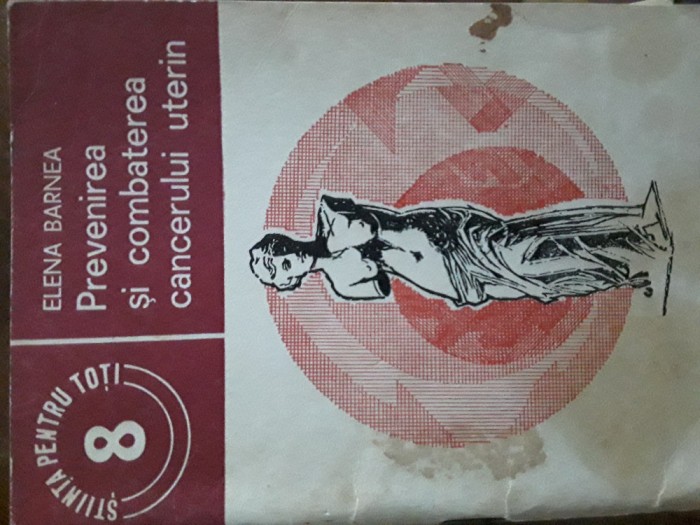 ELENA BARNEA
Prevenirea
și combaterea
cancerului uterin
ȘTIINȚA PENTRU TOȚI
8